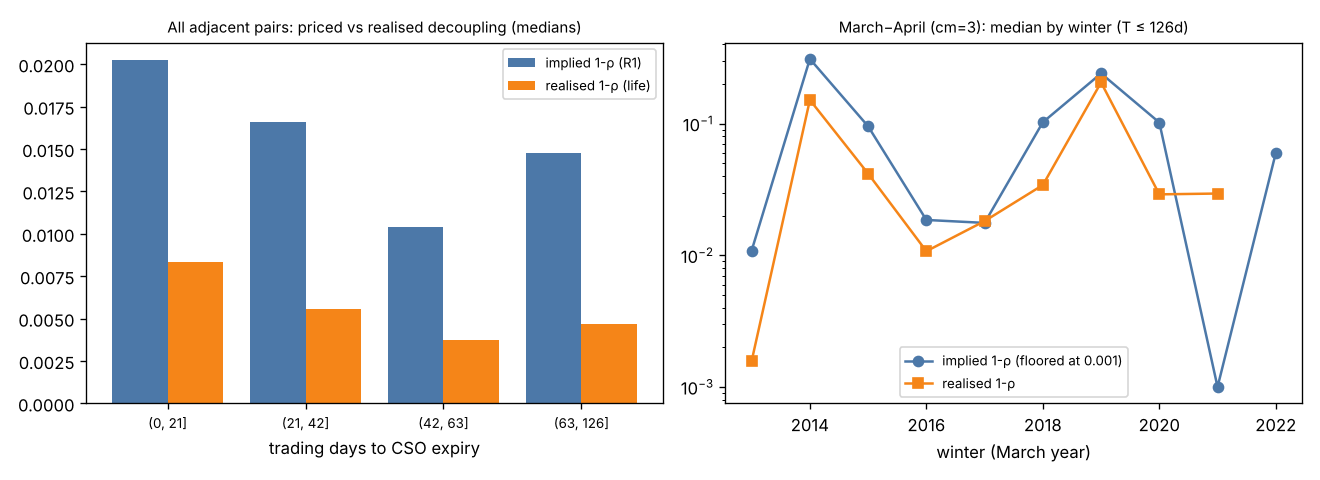 All adjacent pairs: priced vs realised decoupling (medians)
implied 1-ρ (R1)
realised 1-ρ (life)
0.0200
0.0175
0.0150
0.0125
0.0100
0.0075
0.0050
0.0025
0.0000
(0, 21]
(21, 42]
(42, 63]
(63, 126]
trading days to CSO expiry
March−April (cm=3): median by winter (T ≤ 126d)
10⁻¹
10⁻²
10⁻³
implied 1-ρ (floored at 0.001)
realised 1-ρ
2014
2016
2018
2020
2022
winter (March year)